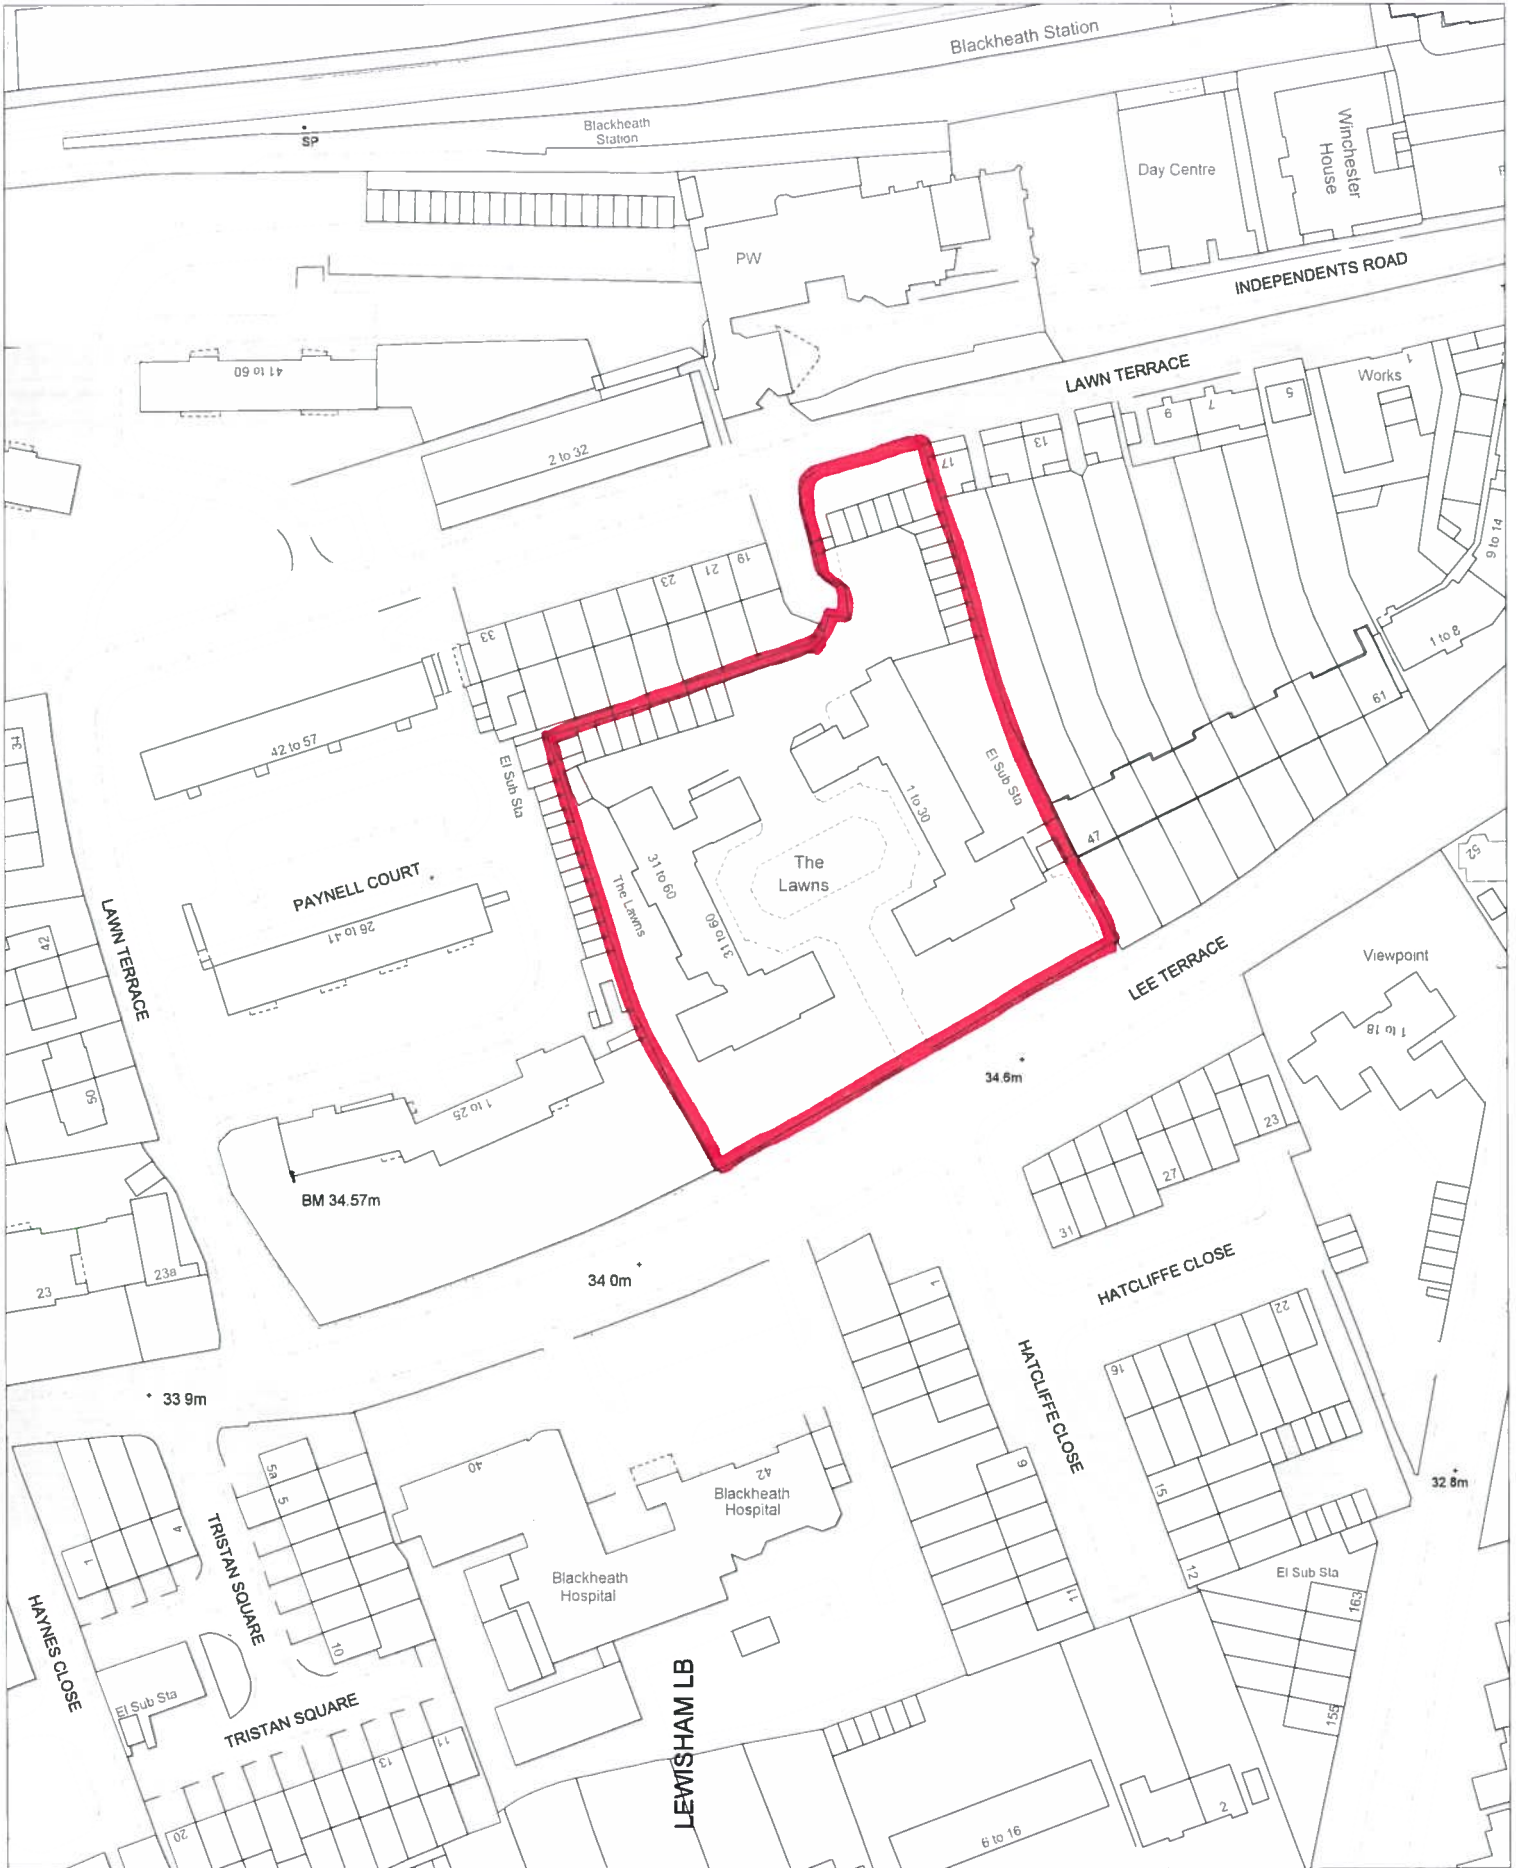 Blackheath Station
SP
Blackheath
Station
Day Centre
Winchester
House
PW
INDEPENDENTS ROAD
41 to 60
LAWN TERRACE
1
Works
5
7
9
13
17
2 to 32
9 to 14
19
21
23
33
1 to 8
61
34
42 to 57
El Sub Sta
El Sub Sta
1 to 30
47
52
The
Lawns
31 to 60
31 to 60
The Lawns
PAYNELL COURT
26 to 41
LAWN TERRACE
42
LEE TERRACE
Viewpoint
1 to 18
34.6m
50
1 to 25
23
27
31
BM 34.57m
HATCLIFFE CLOSE
34 0m
23
23a
1
22
16
HATCLIFFE CLOSE
33 9m
5a
5
40
42
Blackheath
Hospital
9
15
32 8m
4
1
TRISTAN SQUARE
Blackheath
Hospital
11
12
El Sub Sta
163
HAYNES CLOSE
10
El Sub Sta
TRISTAN SQUARE
LEWISHAM LB
155
11
13
20
6 to 16
2